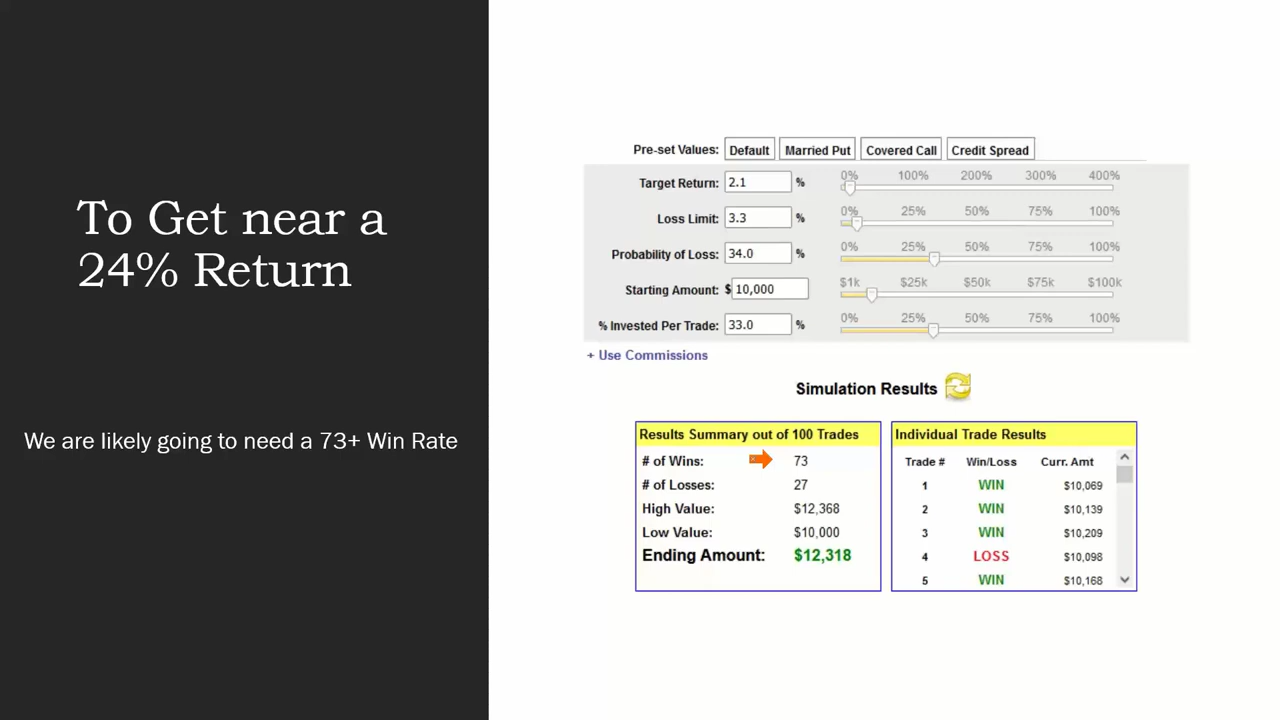 To Get near a
24% Return
We are likely going to need a 73+ Win Rate
Pre-set Values: Default Married Put Covered Call Credit Spread
Target Return: 2.1 % 0% 100% 200% 300% 400%
Loss Limit: 3.3 % 0% 25% 50% 75% 100%
Probability of Loss: 34.0 % 0% 25% 50% 75% 100%
Starting Amount: $ 10,000 $1k $25k $50k $75k $100k
% Invested Per Trade: 33.0 % 0% 25% 50% 75% 100%
+ Use Commissions
Simulation Results
Results Summary out of 100 Trades
# of Wins: 73
# of Losses: 27
High Value: $12,368
Low Value: $10,000
Ending Amount: $12,318
Individual Trade Results
Trade # Win/Loss Curr. Amt
1 WIN $10,069
2 WIN $10,139
3 WIN $10,209
4 LOSS $10,098
5 WIN $10,168